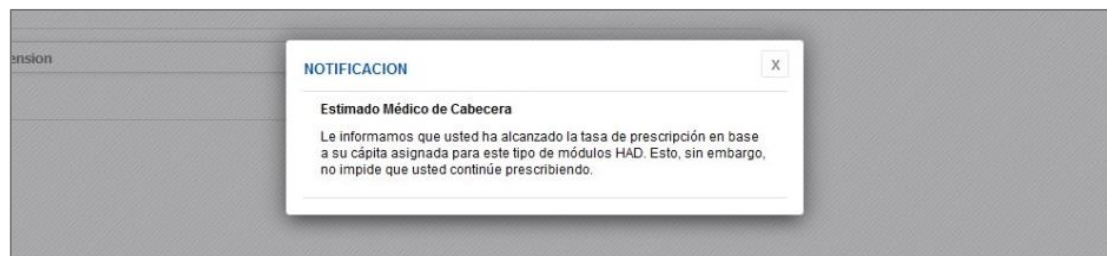 ension
NOTIFICACION
X
Estimado Médico de Cabecera
Le informamos que usted ha alcanzado la tasa de prescripción en base
a su cápita asignada para este tipo de módulos HAD. Esto, sin embargo,
no impide que usted continúe prescribiendo.